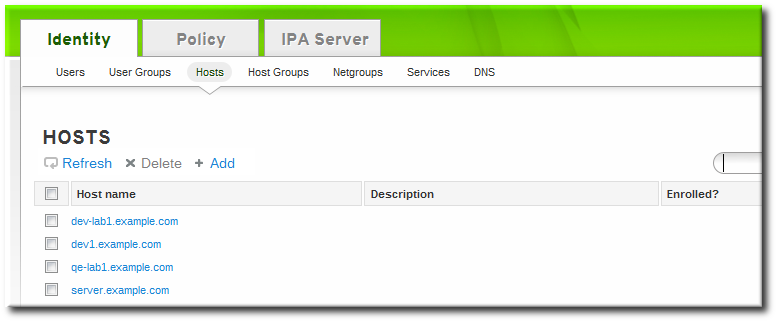 Identity Policy IPA Server
Users User Groups Hosts Host Groups Netgroups Services DNS
HOSTS
Refresh Delete Add
Host name Description Enrolled?
dev-lab1.example.com
dev1.example.com
qe-lab1.example.com
server.example.com